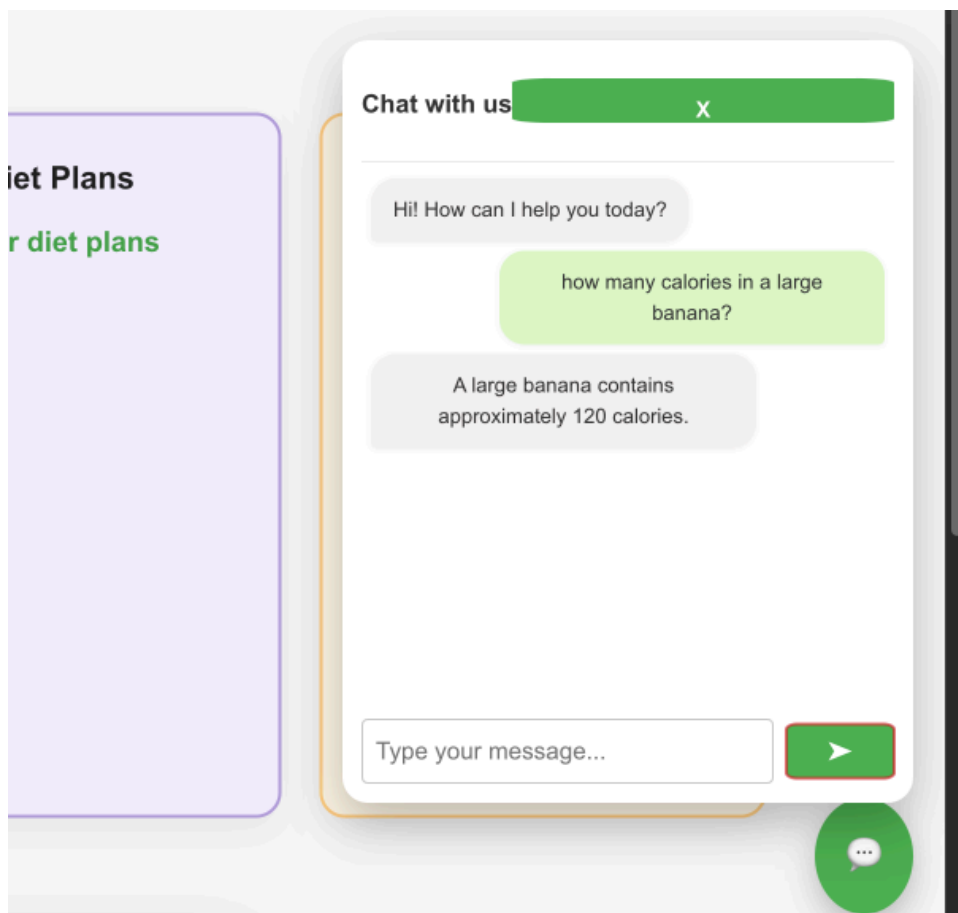 iet Plans
r diet plans
Chat with us
X
Hi! How can I help you today?
how many calories in a large
banana?
A large banana contains
approximately 120 calories.
Type your message...